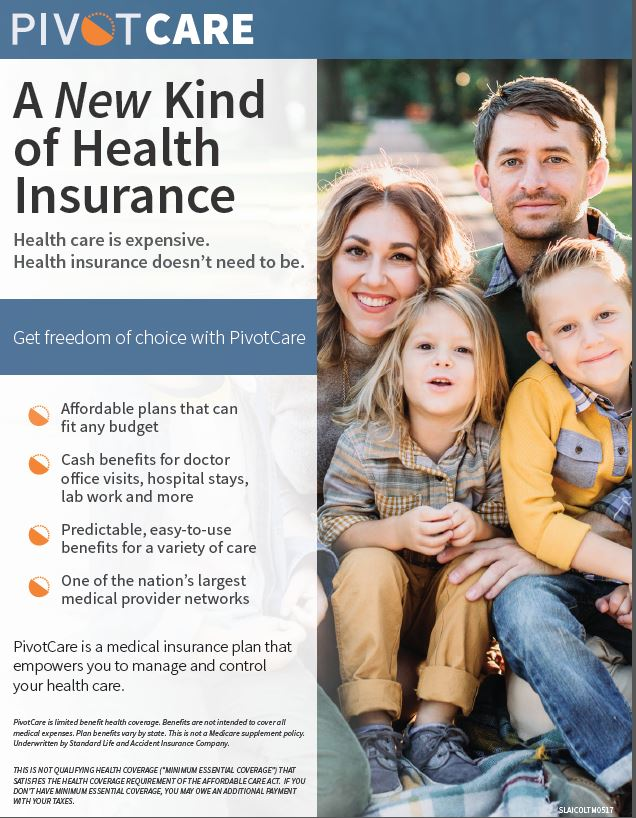 PIVOTCARE
A New Kind
of Health
Insurance
Health care is expensive.
Health insurance doesn't need to be.
Get freedom of choice with PivotCare
Affordable plans that can
fit any budget
Cash benefits for doctor
office visits, hospital stays,
lab work and more
Predictable, easy-to-use
benefits for a variety of care
One of the nation's largest
medical provider networks
PivotCare is a medical insurance plan that
empowers you to manage and control
your health care.
PivotCare is limited benefit health coverage. Benefits are not intended to cover all
medical expenses. Plan benefits vary by state. This is not a Medicare supplement policy.
Underwritten by Standard Life and Accident Insurance Company.
THIS IS NOT QUALIFYING HEALTH COVERAGE ("MINIMUM ESSENTIAL COVERAGE") THAT
SATISFIES THE HEALTH COVERAGE REQUIREMENT OF THE AFFORDABLE CARE ACT. IF YOU
DON'T HAVE MINIMUM ESSENTIAL COVERAGE, YOU MAY OWE AN ADDITIONAL PAYMENT
WITH YOUR TAXES.
SLAICOLTM0517